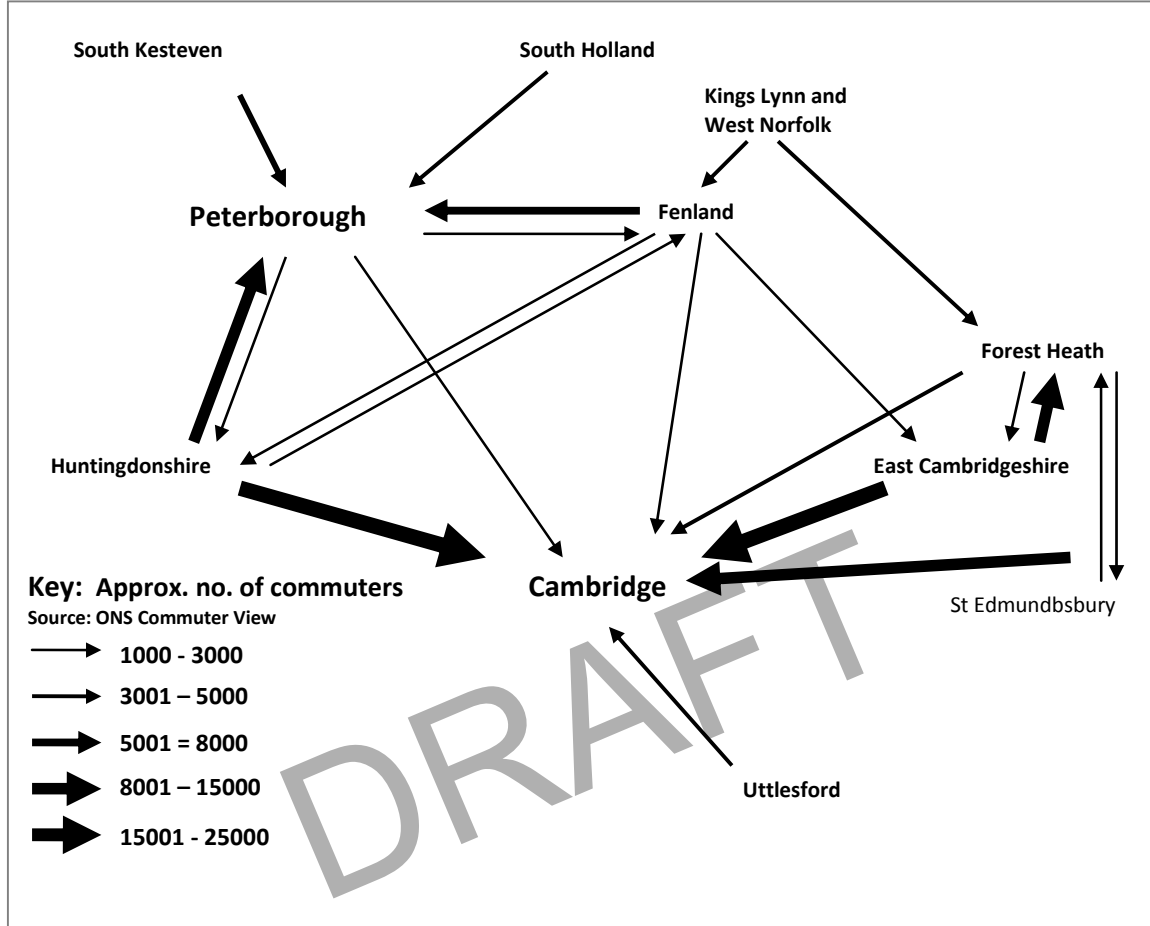 South Kesteven
South Holland
Kings Lynn and
West Norfolk
Peterborough
Fenland
Forest Heath
Huntingdonshire
East Cambridgeshire
Cambridge
St Edmundbsbury
Uttlesford
Key: Approx. no. of commuters
Source: ONS Commuter View
1000 - 3000
3001 – 5000
5001 = 8000
8001 – 15000
15001 - 25000
DRAFT